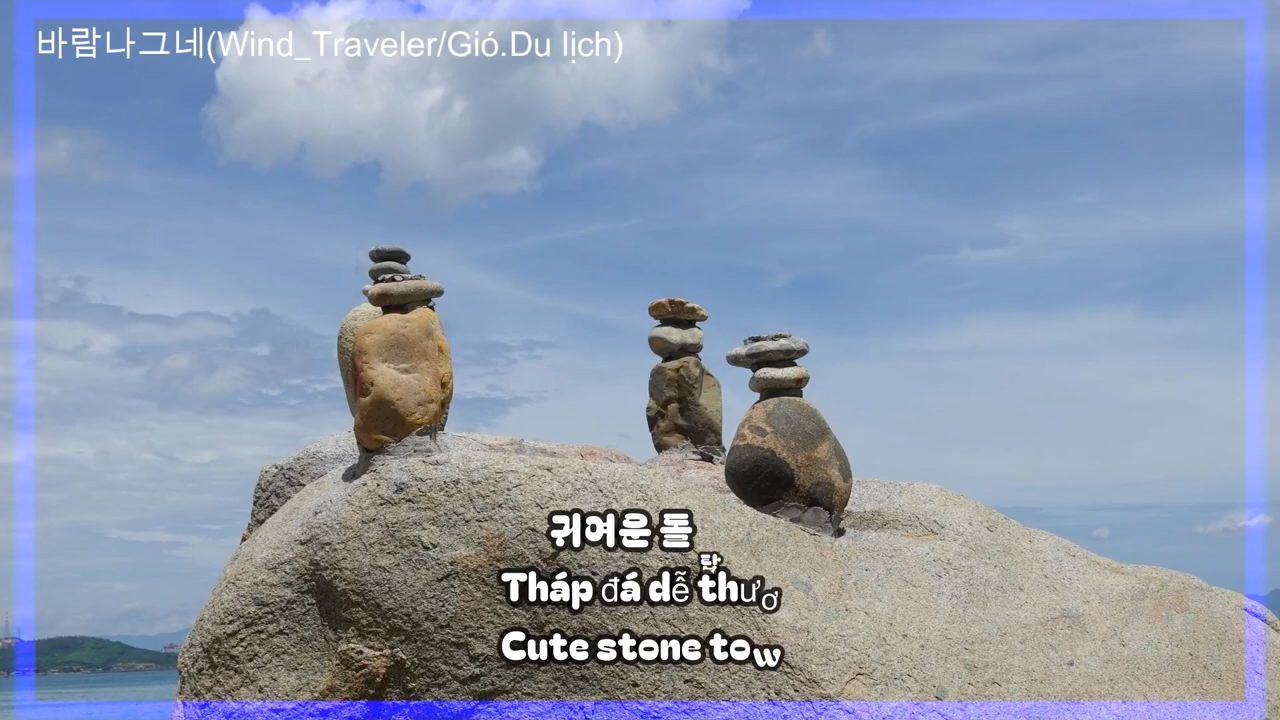 바람나그네(Wind_Traveler/Gió.Du lịch)
귀여운 돌탑
Tháp đá dễ thươ
Cute stone tow